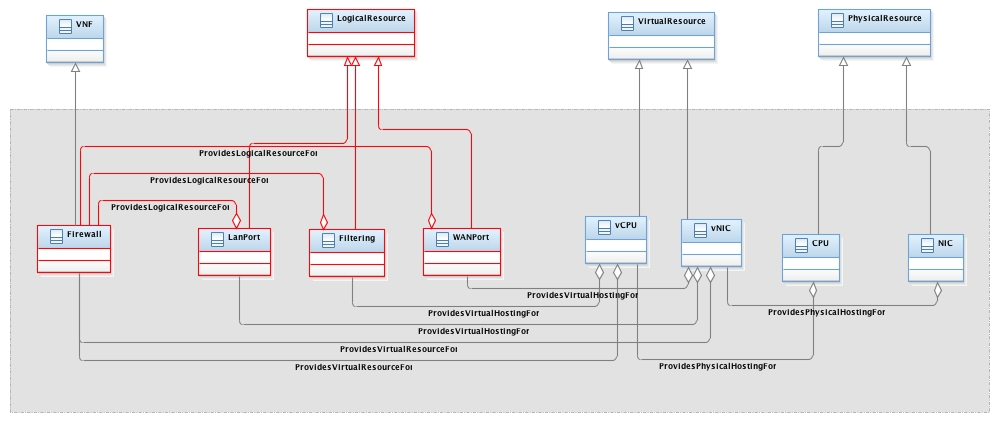 VNF
LogicalResource
VirtualResource
PhysicalResource
ProvidesLogicalResourceFor
ProvidesLogicalResourceFor
ProvidesLogicalResourceFor
Firewall
LanPort
Filtering
WANPort
vCPU
vNIC
CPU
NIC
ProvidesVirtualHostingFor
ProvidesVirtualHostingFor
ProvidesPhysicalHostingFor
ProvidesVirtualHostingFor
ProvidesVirtualResourceFor
ProvidesVirtualResourceFor
ProvidesPhysicalHostingFor